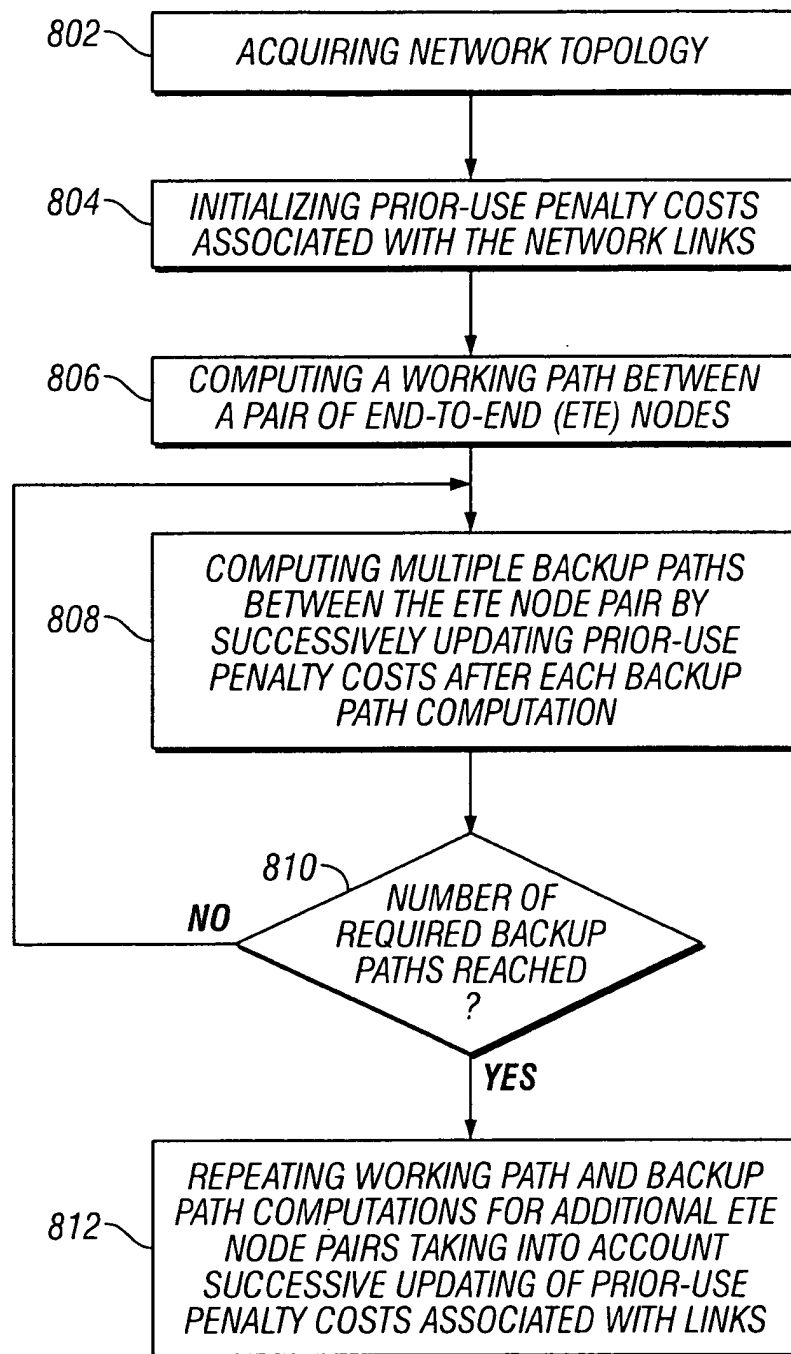 802
ACQUIRING NETWORK TOPOLOGY
804
INITIALIZING PRIOR-USE PENALTY COSTS
ASSOCIATED WITH THE NETWORK LINKS
806
COMPUTING A WORKING PATH BETWEEN
A PAIR OF END-TO-END (ETE) NODES
808
COMPUTING MULTIPLE BACKUP PATHS
BETWEEN THE ETE NODE PAIR BY
SUCCESSIVELY UPDATING PRIOR-USE
PENALTY COSTS AFTER EACH BACKUP
PATH COMPUTATION
810
NO
NUMBER OF
REQUIRED BACKUP
PATHS REACHED
?
YES
812
REPEATING WORKING PATH AND BACKUP
PATH COMPUTATIONS FOR ADDITIONAL ETE
NODE PAIRS TAKING INTO ACCOUNT
SUCCESSIVE UPDATING OF PRIOR-USE
PENALTY COSTS ASSOCIATED WITH LINKS